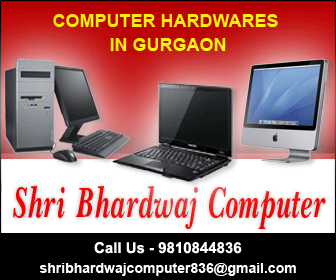 COMPUTER HARDWARES
IN GURGAON
Shri Bhardwaj Computer
Call Us - 9810844836
shribhardwajcomputer836@gmail.com